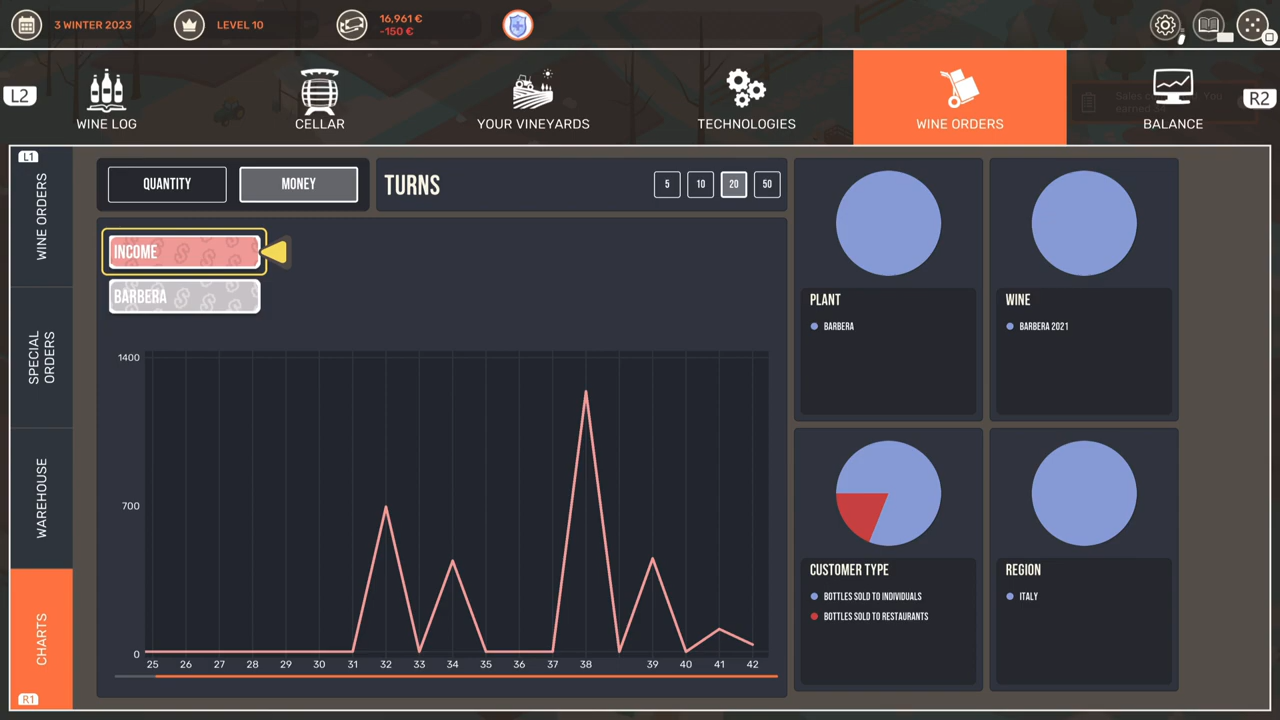 3 WINTER 2023
LEVEL 10
16,961 €
-150 €
L2
WINE LOG
CELLAR
YOUR VINEYARDS
TECHNOLOGIES
WINE ORDERS
BALANCE
R2
L1
WINE ORDERS
SPECIAL
ORDERS
WAREHOUSE
CHARTS
R1
QUANTITY
MONEY
TURNS
5
10
20
50
INCOME
BARBERA
1400
700
0
25 26 27 28 29 30 31 32 33 34 35 36 37 38 39 40 41 42
PLANT
BARBERA
WINE
BARBERA 2021
CUSTOMER TYPE
BOTTLES SOLD TO INDIVIDUALS
BOTTLES SOLD TO RESTAURANTS
REGION
ITALY